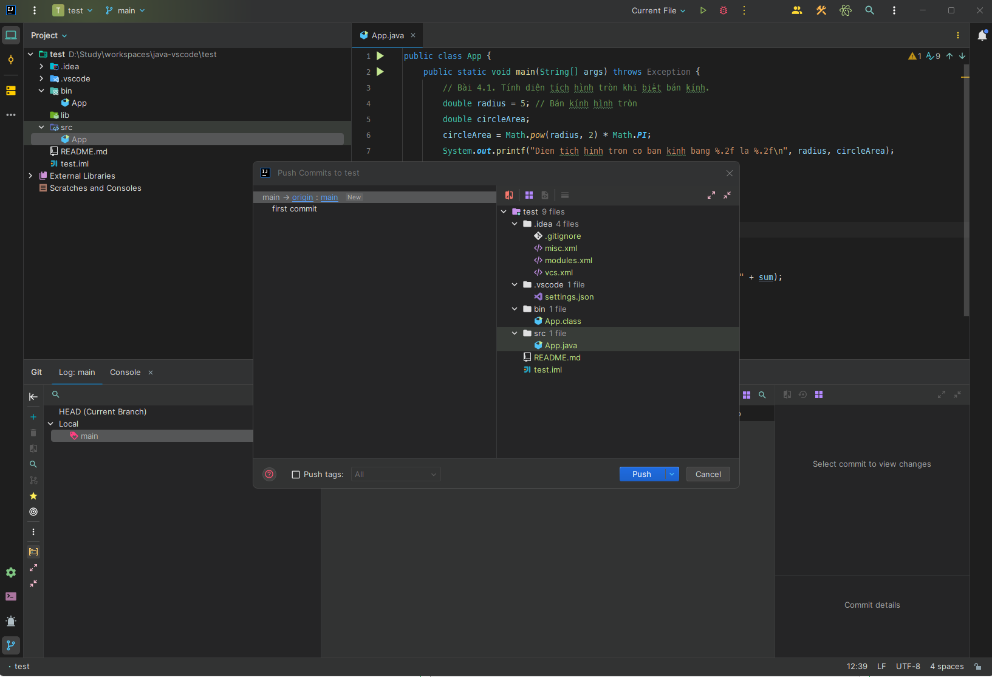 test
main
Current File
Project
App.java
test D:\Study\workspaces\java-vscode\test
.idea
.vscode
bin
App
lib
src
App
README.md
test.iml
External Libraries
Scratches and Consoles
1 public class App {
2 public static void main(String[] args) throws Exception {
3 // Bài 4.1. Tính diện tích hình tròn khi biết bán kính.
4 double radius = 5; // Bán kính hình tròn
5 double circleArea;
6 circleArea = Math.pow(radius, 2) * Math.PI;
7 System.out.printf("Dien tich hinh tron co ban kinh bang %.2f la %.2f\n", radius, circleArea);
1 9
" + sum);
Push Commits to test
main → origin : main New
first commit
test 9 files
.idea 4 files
.gitignore
misc.xml
modules.xml
vcs.xml
.vscode 1 file
settings.json
bin 1 file
App.class
src 1 file
App.java
README.md
test.iml
Push tags: All
Push
Cancel
Git
Log: main
Console
HEAD (Current Branch)
Local
main
Select commit to view changes
Commit details
test
12:39 LF UTF-8 4 spaces